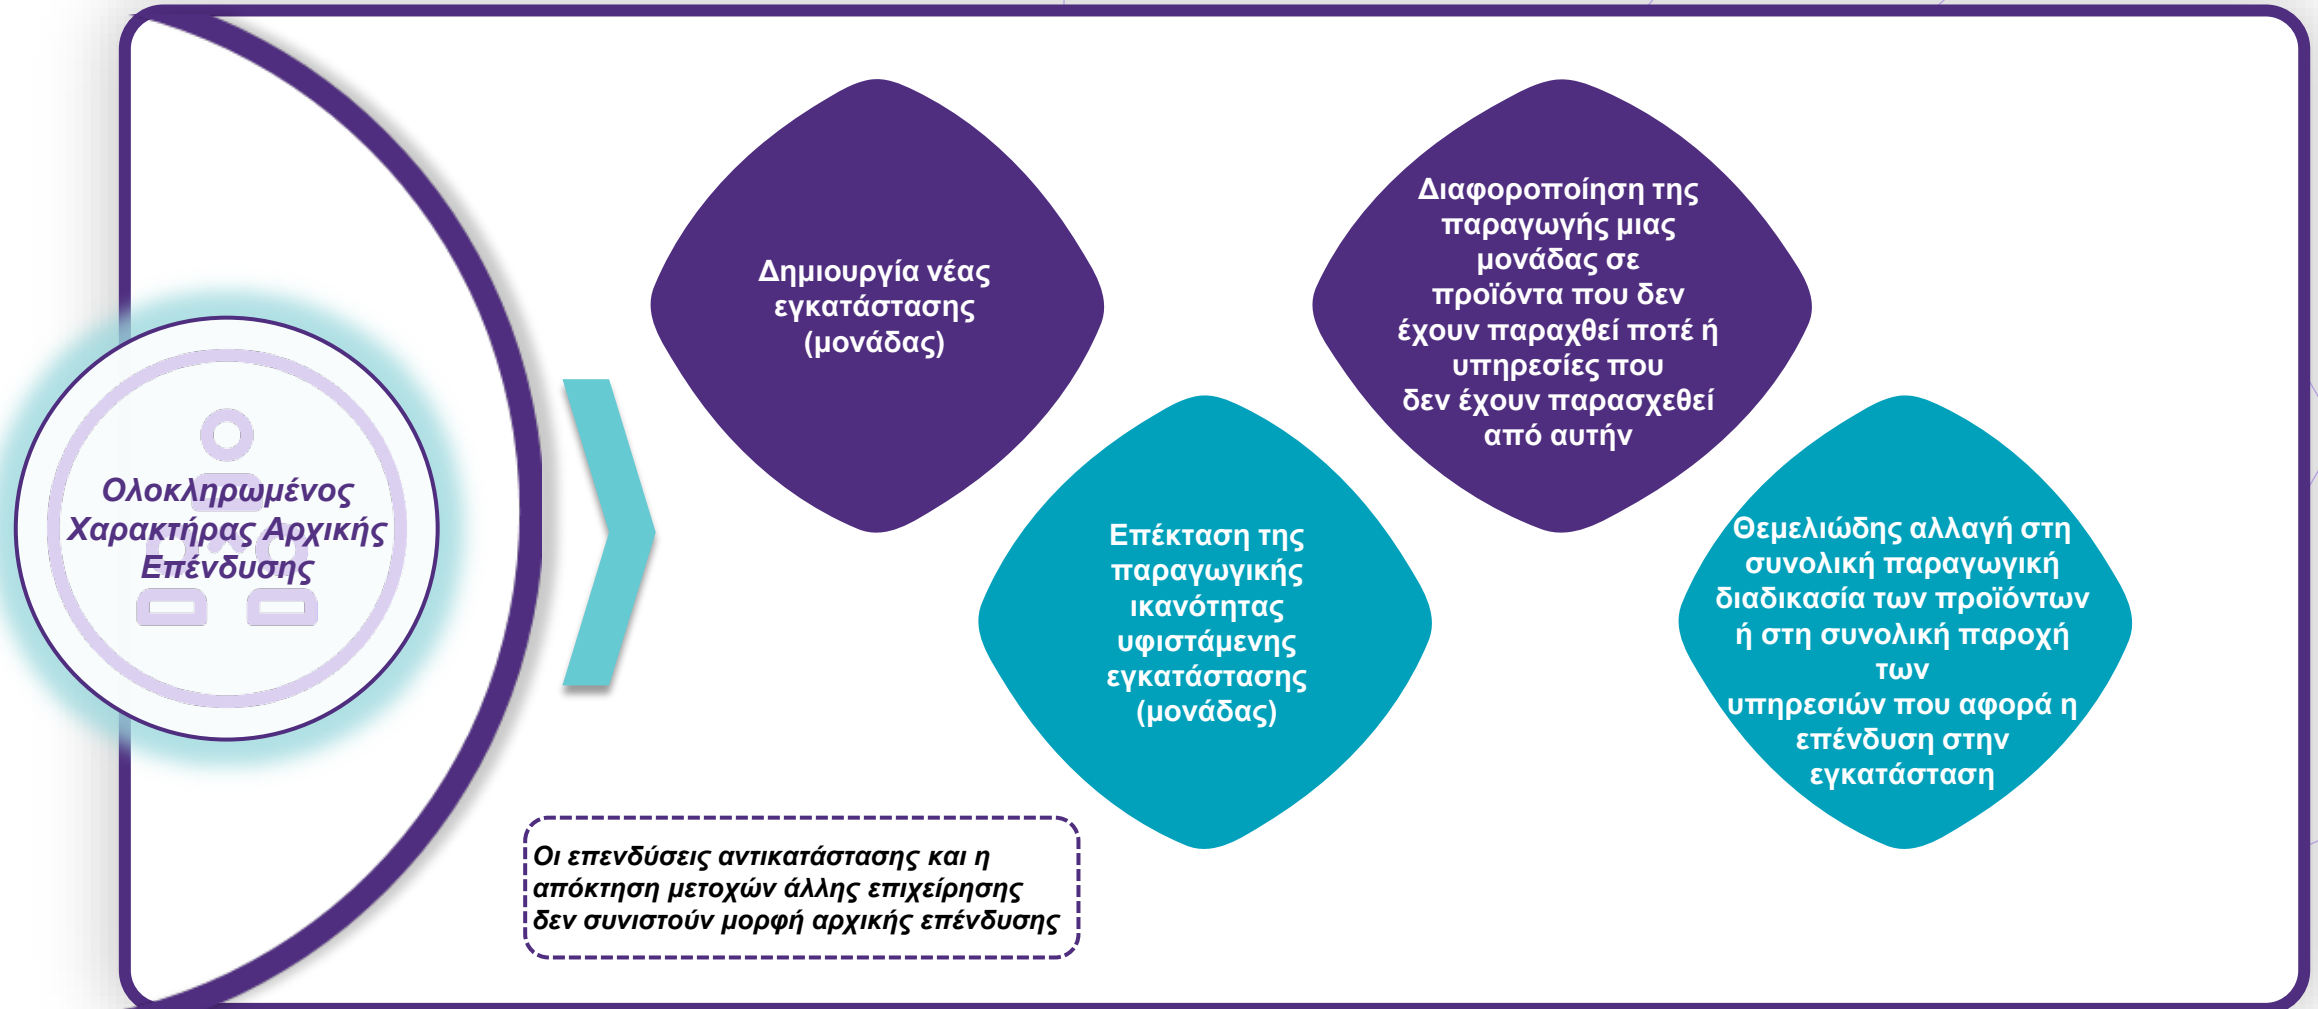 Ολοκληρωμένος
Χαρακτήρας Αρχικής
Επένδυσης
Δημιουργία νέας
εγκατάστασης
(μονάδας)
Επέκταση της
παραγωγικής
ικανότητας
υφιστάμενης
εγκατάστασης
(μονάδας)
Διαφοροποίηση της
παραγωγής μιας
μονάδας σε
προϊόντα που δεν
έχουν παραχθεί ποτέ ή
υπηρεσίες που
δεν έχουν παρασχεθεί
από αυτήν
Θεμελιώδης αλλαγή στη
συνολική παραγωγική
διαδικασία των προϊόντων
ή στη συνολική παροχή
των
υπηρεσιών που αφορά η
επένδυση στην
εγκατάσταση
Οι επενδύσεις αντικατάστασης και η
απόκτηση μετοχών άλλης επιχείρησης
δεν συνιστούν μορφή αρχικής επένδυσης